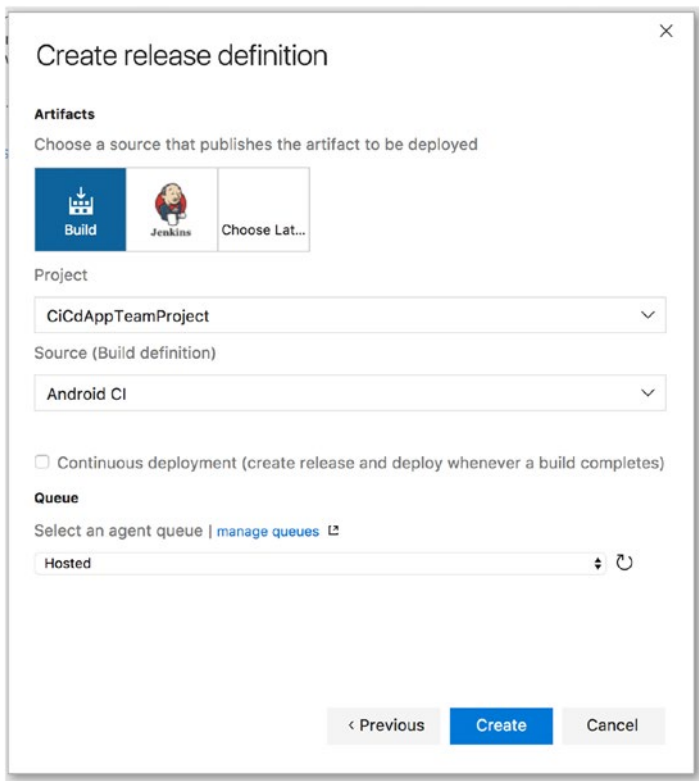 Create release definition
Artifacts
Choose a source that publishes the artifact to be deployed
Build
Jenkins
Choose Lat...
Project
CiCdAppTeamProject
Source (Build definition)
Android CI
Continuous deployment (create release and deploy whenever a build completes)
Queue
Select an agent queue | manage queues
Hosted
< Previous
Create
Cancel